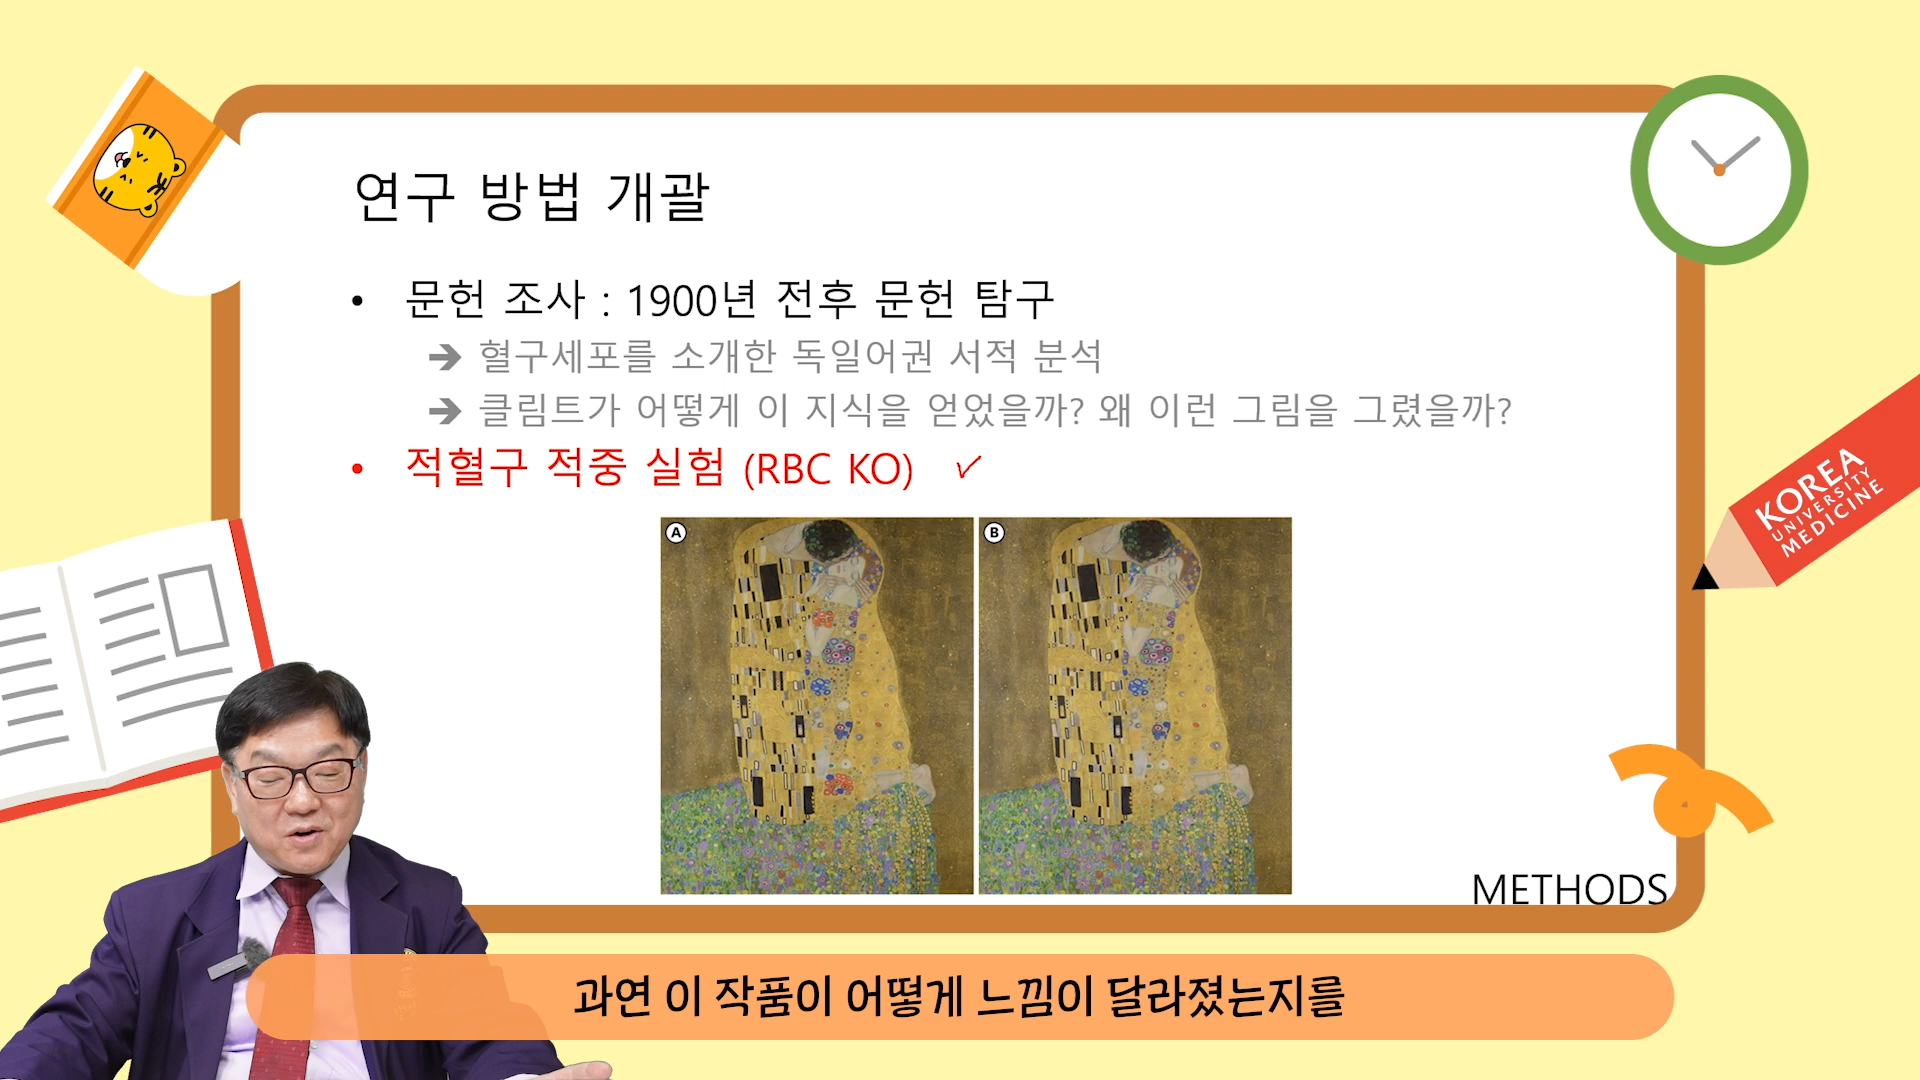 연구 방법 개괄
• 문헌 조사 : 1900년 전후 문헌 탐구
➔ 혈구세포를 소개한 독일어권 서적 분석
➔ 클림트가 어떻게 이 지식을 얻었을까? 왜 이런 그림을 그렸을까?
• 적혈구 적중 실험 (RBC KO) ✓
A
B
KOREA
UNIVERSITY
MEDICINE
METHODS
과연 이 작품이 어떻게 느낌이 달라졌는지를